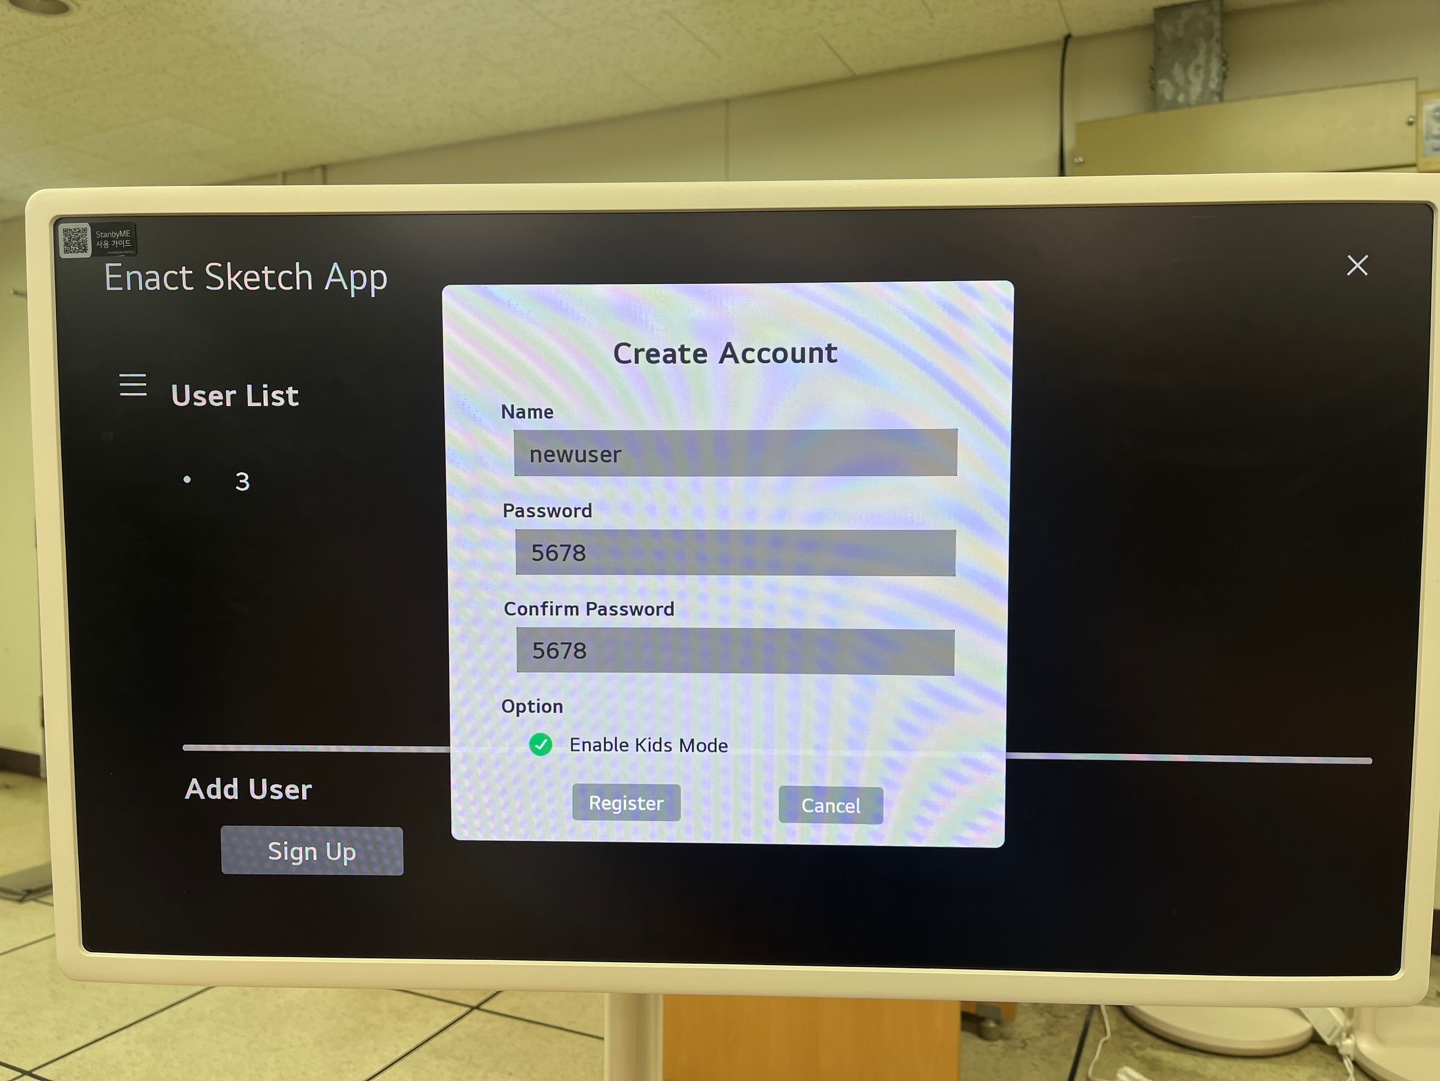 StanbyME
사용 가이드
Enact Sketch App
User List
• 3
Create Account
Name
newuser
Password
5678
Confirm Password
5678
Option
Enable Kids Mode
Register
Cancel
Add User
Sign Up